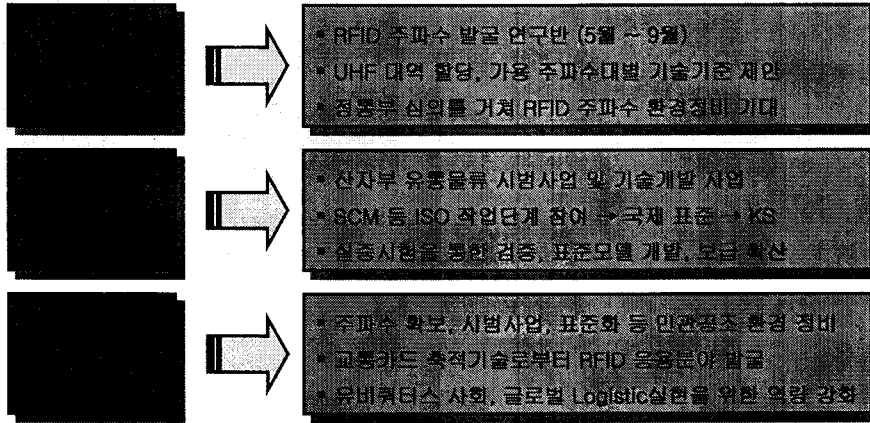 ▪ RFID 주파수 발굴 연구반 (5월 ~ 9월)
▪ UHF 대역 할당, 가용 주파수대별 기술기준 제안
▪ 정통부 심의를 거쳐 RFID 주파수 환경정비 기대
▪ 산자부 유통물류 시범사업 및 기술개발 사업
▪ SCM 등 ISO 작업단계 참여 → 국제 표준 → KS
▪ 실증시험을 통한 검증, 표준모델 개발, 보급 확산
▪ 주파수 확보, 시범사업, 표준화 등 민관공조 환경 정비
▪ 교통카드 축적기술로부터 RFID 응용분야 발굴
▪ 유비쿼터스 사회, 글로벌 Logistic실현을 위한 역량 강화